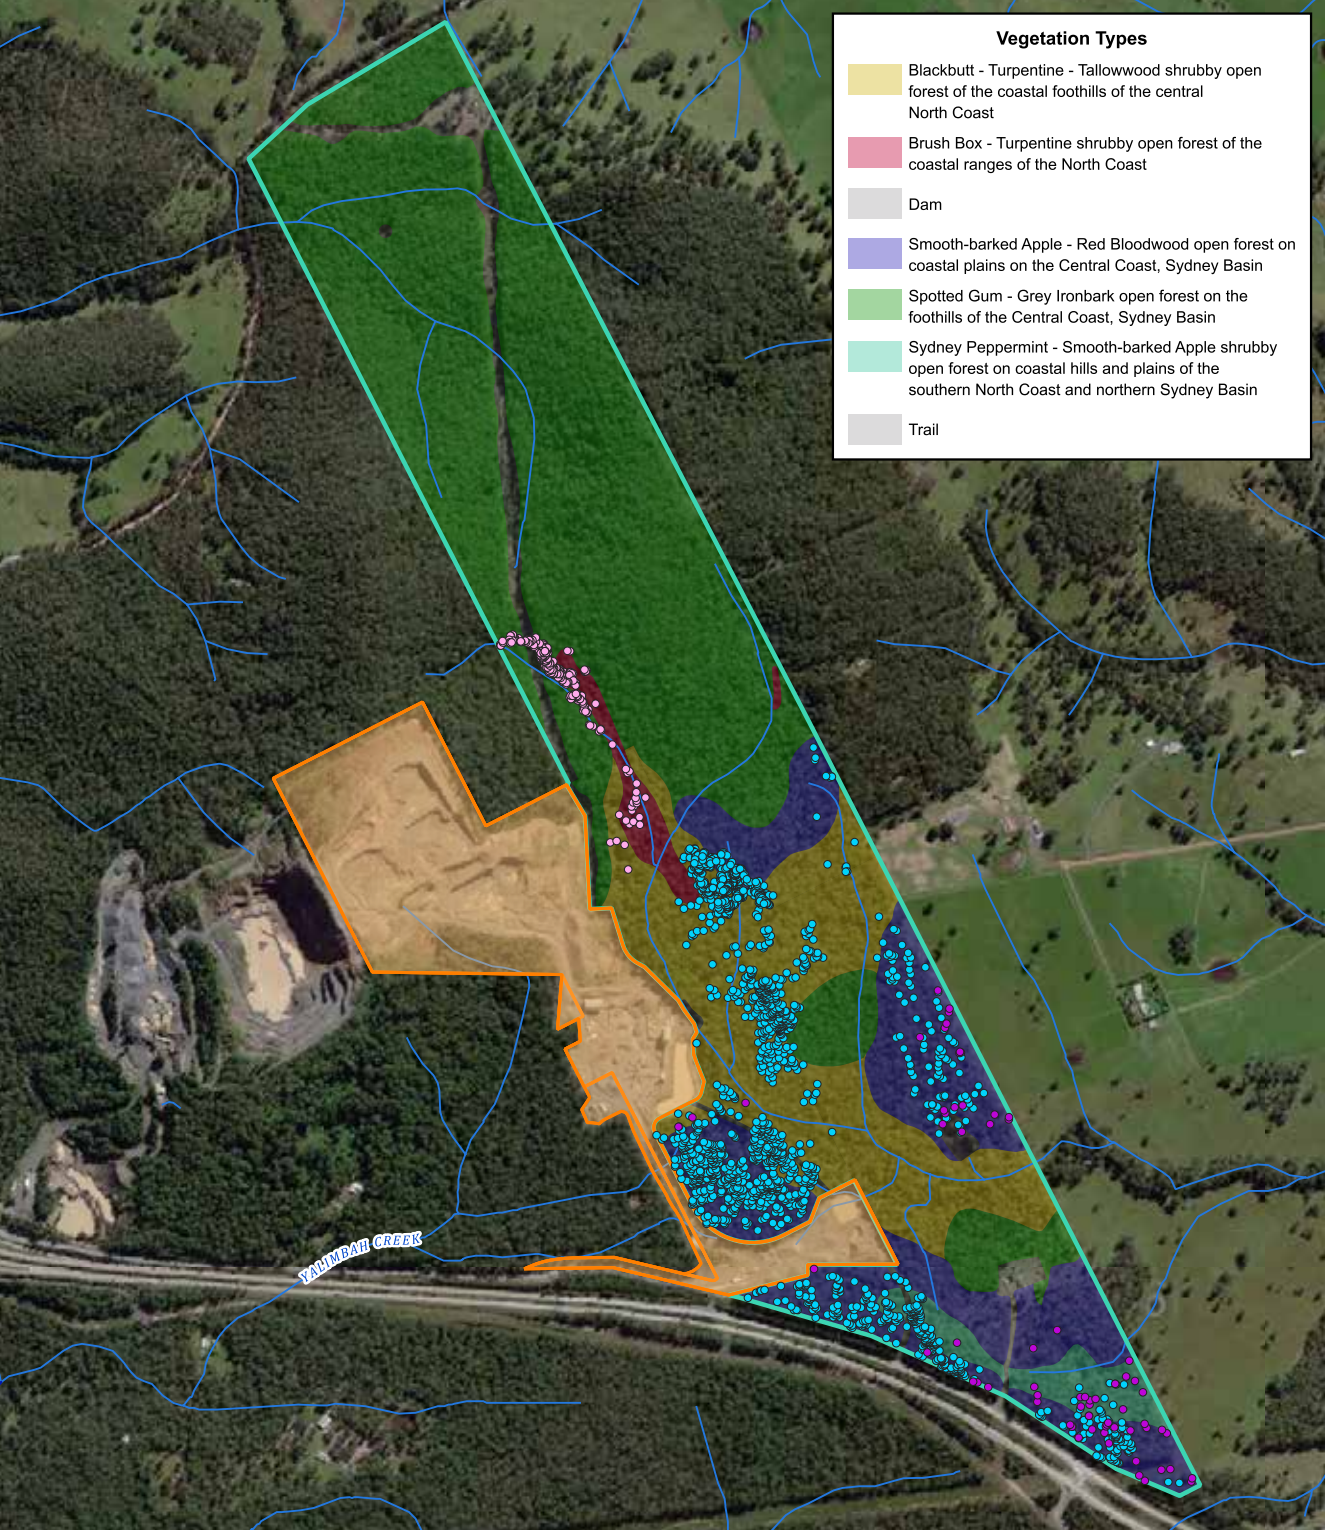 Vegetation Types
Blackbutt - Turpentine - Tallowwood shrubby open
forest of the coastal foothills of the central
North Coast
Brush Box - Turpentine shrubby open forest of the
coastal ranges of the North Coast
Dam
Smooth-barked Apple - Red Bloodwood open forest on
coastal plains on the Central Coast, Sydney Basin
Spotted Gum - Grey Ironbark open forest on the
foothills of the Central Coast, Sydney Basin
Sydney Peppermint - Smooth-barked Apple shrubby
open forest on coastal hills and plains of the
southern North Coast and northern Sydney Basin
Trail
YALIMBAH CREEK